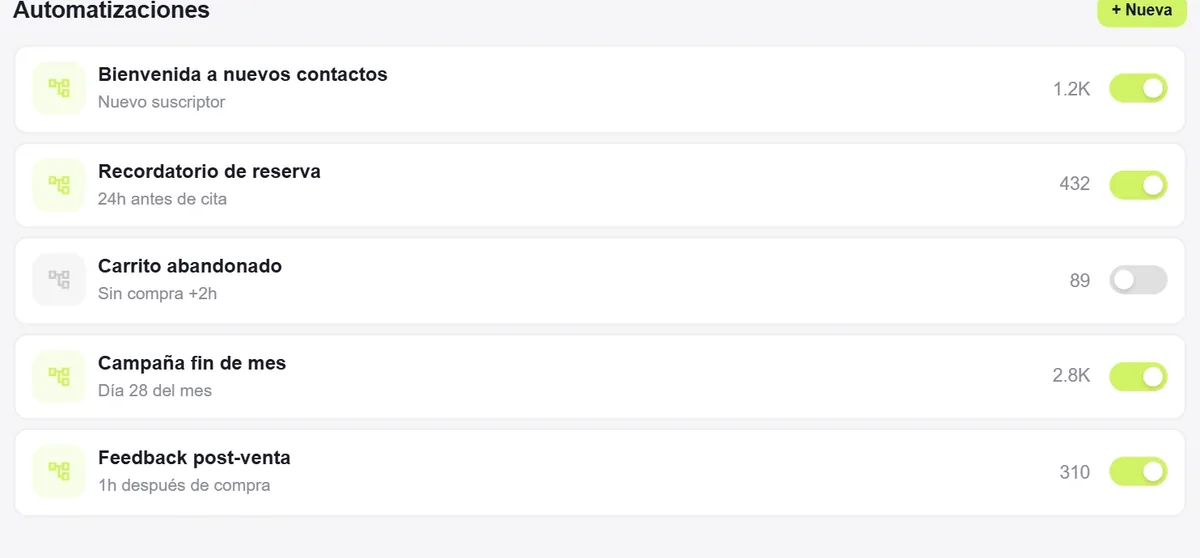 Automatizaciones
+ Nueva
Bienvenida a nuevos contactos
Nuevo suscriptor
1.2K
Recordatorio de reserva
24h antes de cita
432
Carrito abandonado
Sin compra +2h
89
Campaña fin de mes
Día 28 del mes
2.8K
Feedback post-venta
1h después de compra
310